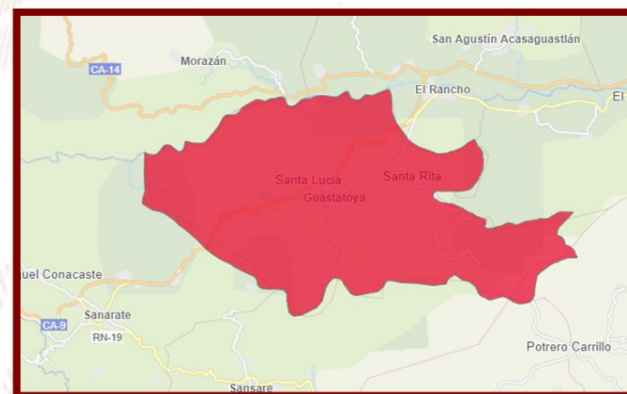 San Agustín Acasaguastlán
Morazán
CA-14
El Rancho
El
Santa Lucía
Santa Rita
Guastatoya
uel Conacaste
Sanarate
CA-9
RN-19
Potrero Carrillo
Sansare